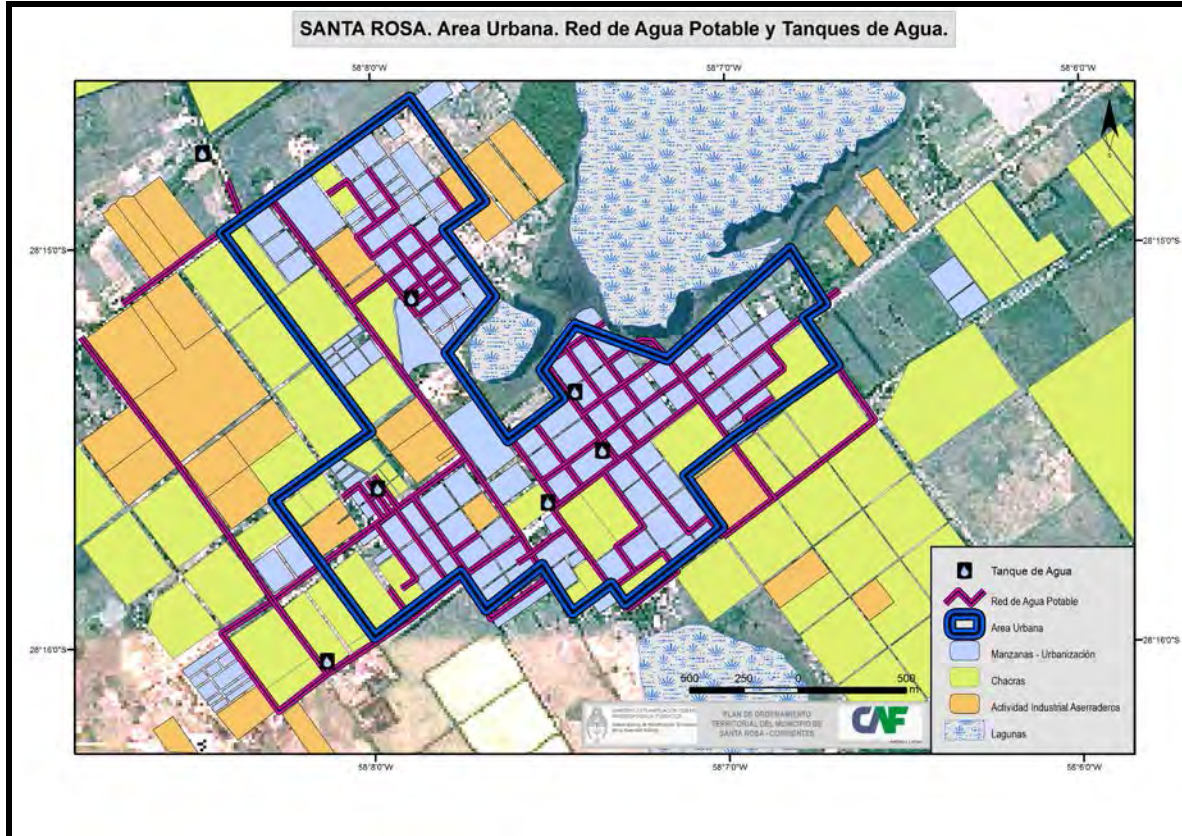 SANTA ROSA. Area Urbana. Red de Agua Potable y Tanques de Agua.
58°8'0"W
58°7'0"W
58°6'0"W
28°15'0"S
28°15'0"S
Tanque de Agua
Red de Agua Potable
Area Urbana
Manzanas - Urbanización
Chacras
Actividad Industrial Aserraderos
Lagunas
28°16'0"S
28°16'0"S
500 250 0 500
m
PLAN DE ORDENAMIENTO
TERRITORIAL DEL MUNICIPIO DE
SANTA ROSA - CORRIENTES
CAF
58°8'0"W
58°7'0"W
58°6'0"W